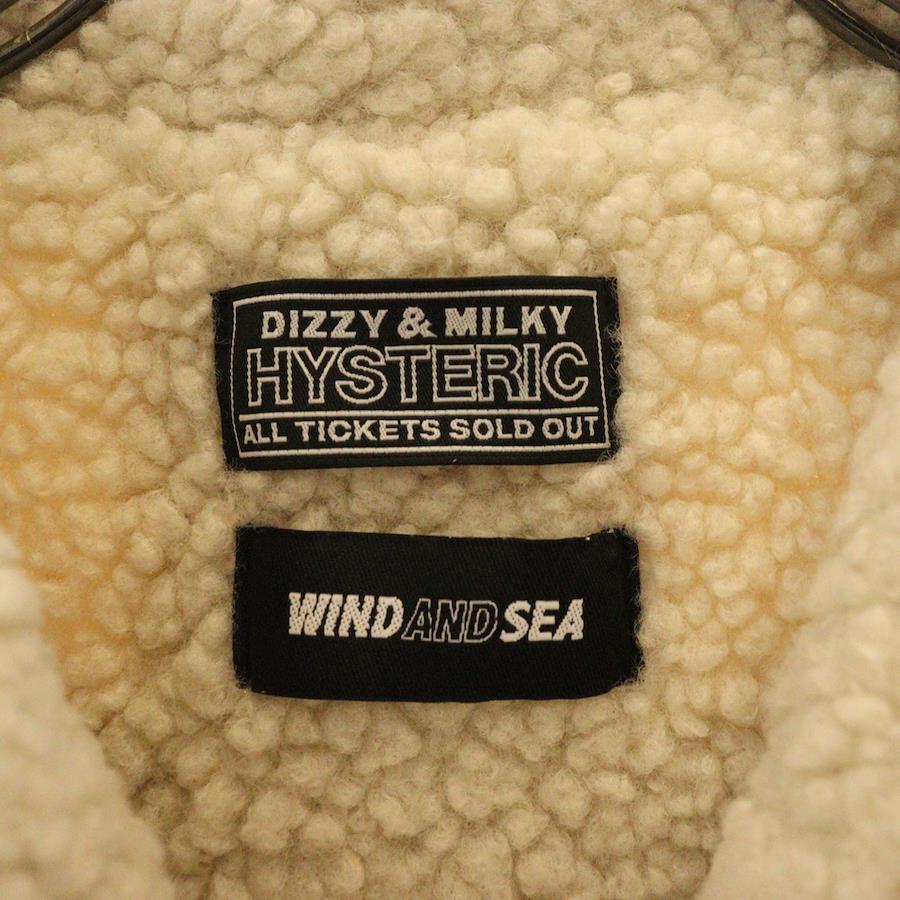 DIZZY & MILKY
HYSTERIC
ALL TICKETS SOLD OUT
WIND AND SEA